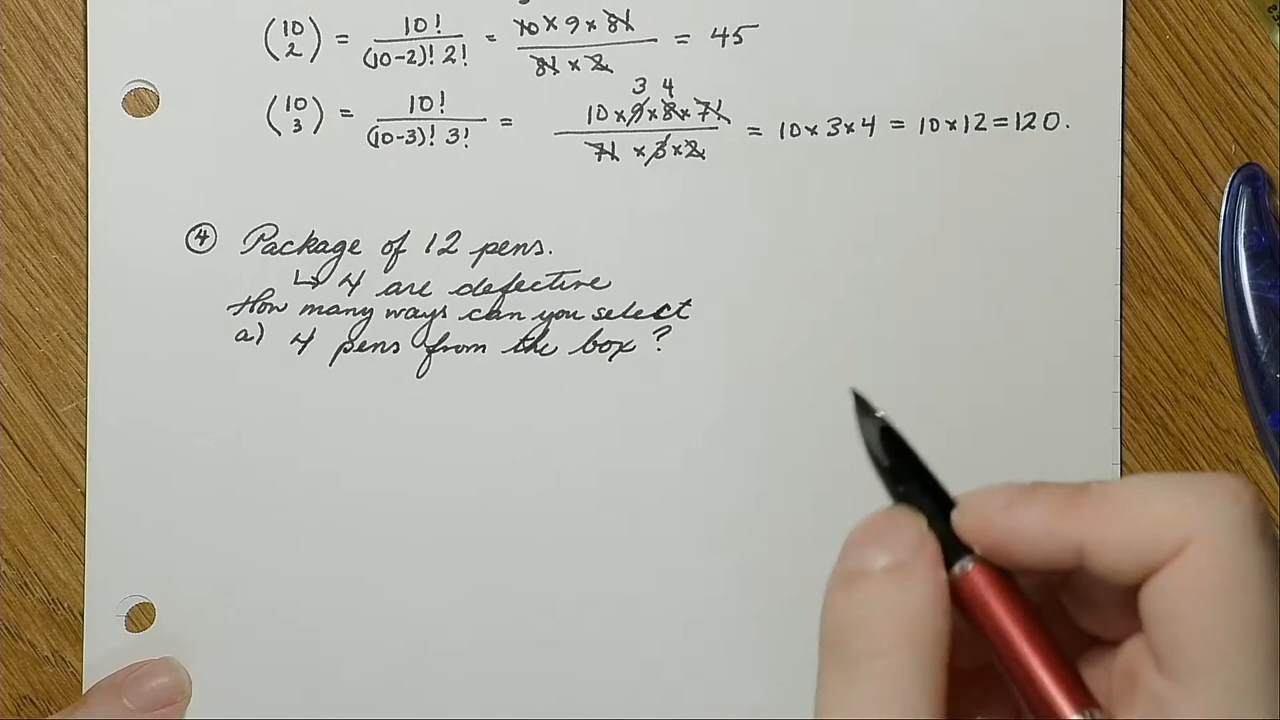 (10 2) = 10! / (10-2)! 2! = 10 × 9 × 8! / 8! × 2 = 45
(10 3) = 10! / (10-3)! 3! = 10 × 9 × 8 × 7! / 7! × 3 × 2 = 10 × 3 × 4 = 10 × 12 = 120.
3 4
④ Package of 12 pens.
↳ 4 are defective
How many ways can you select
a) 4 pens from the box ?